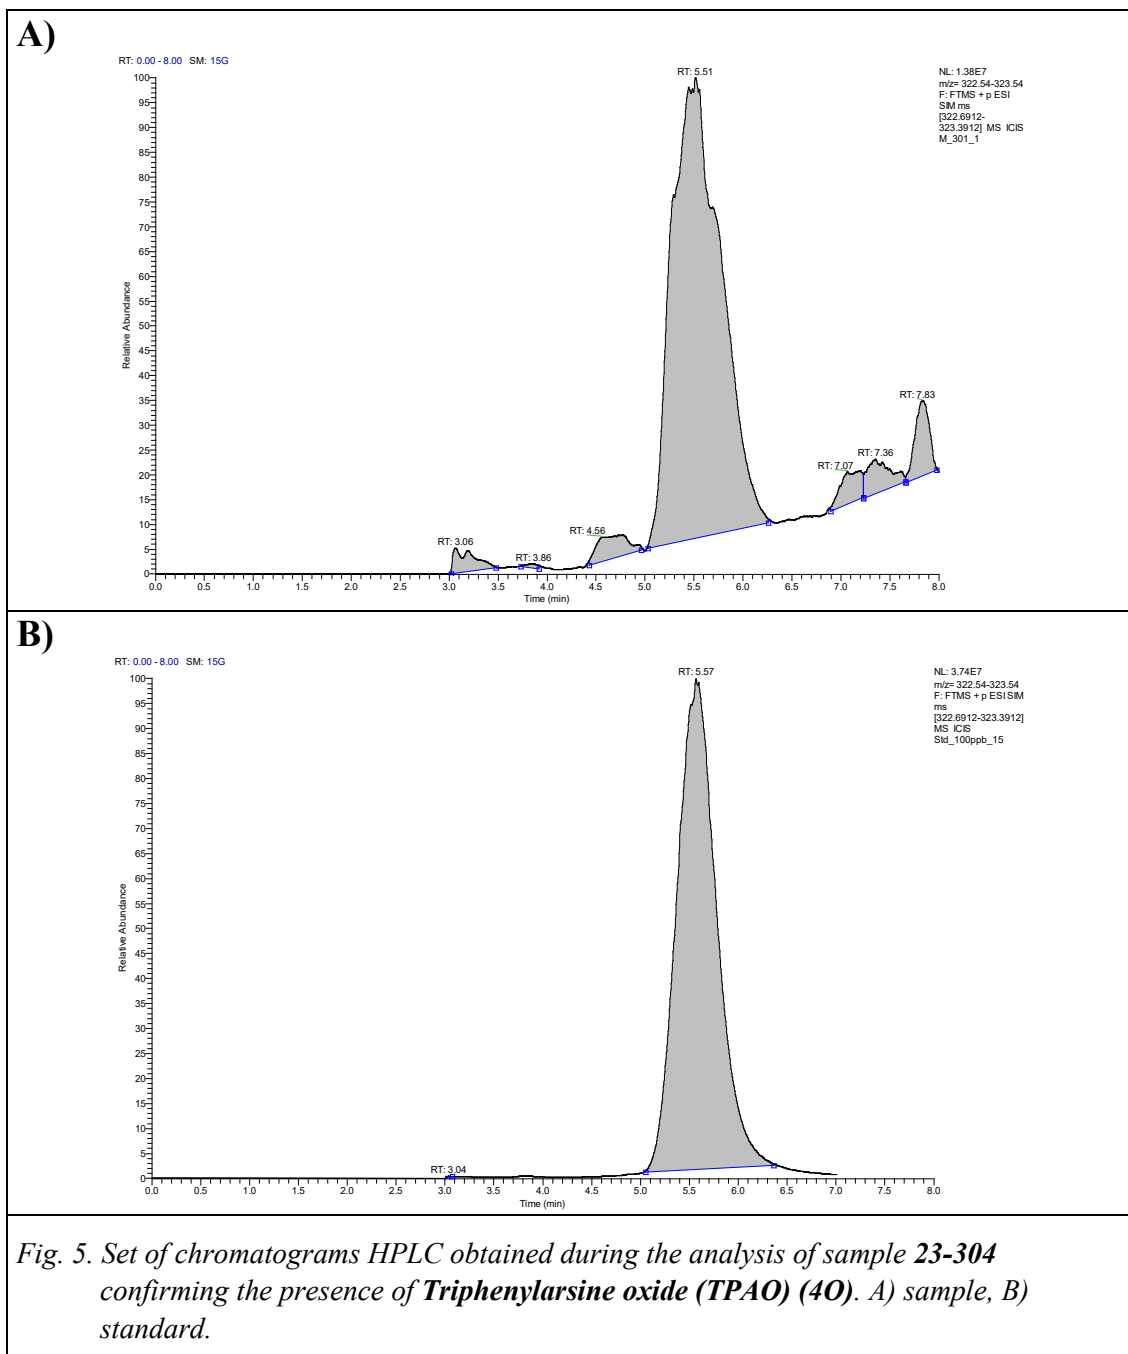 A)
RT: 0.00 - 8.00 SM: 15G
NL: 1.38E7
m/z= 322.54-323.54
F: FTMS + p ESI
SIM ms
[322.6912-
323.3912] MS ICIS
M_301_1
RT: 5.51
100
95
90
85
80
75
70
65
60
55
50
45
40
35
30
25
20
15
10
5
0
Relative Abundance
RT: 3.06
RT: 3.86
RT: 4.56
RT: 7.07
RT: 7.36
RT: 7.83
0.0 0.5 1.0 1.5 2.0 2.5 3.0 3.5 4.0 4.5 5.0 5.5 6.0 6.5 7.0 7.5 8.0
Time (min)
B)
RT: 0.00 - 8.00 SM: 15G
NL: 3.74E7
m/z= 322.54-323.54
F: FTMS + p ESI SIM
ms
[322.6912-323.3912]
MS ICIS
Std_100ppb_15
RT: 5.57
100
95
90
85
80
75
70
65
60
55
50
45
40
35
30
25
20
15
10
5
0
Relative Abundance
RT: 3.04
0.0 0.5 1.0 1.5 2.0 2.5 3.0 3.5 4.0 4.5 5.0 5.5 6.0 6.5 7.0 7.5 8.0
Time (min)
Fig. 5. Set of chromatograms HPLC obtained during the analysis of sample 23-304
confirming the presence of Triphenylarsine oxide (TPAO) (4O). A) sample, B)
standard.